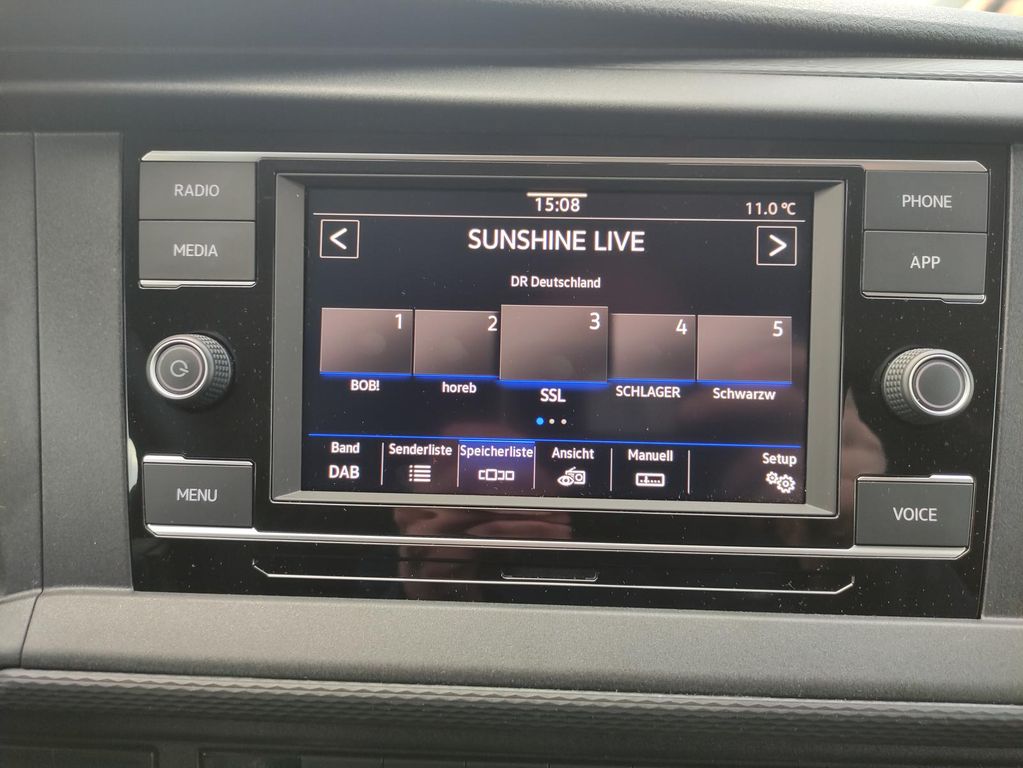 RADIO
MEDIA
MENU
15:08
11.0 °C
<
SUNSHINE LIVE
>
DR Deutschland
1 2 3 4 5
BOB! horeb SSL SCHLAGER Schwarzw
Band Senderliste Speicherliste Ansicht Manuell Setup
DAB
PHONE
APP
VOICE